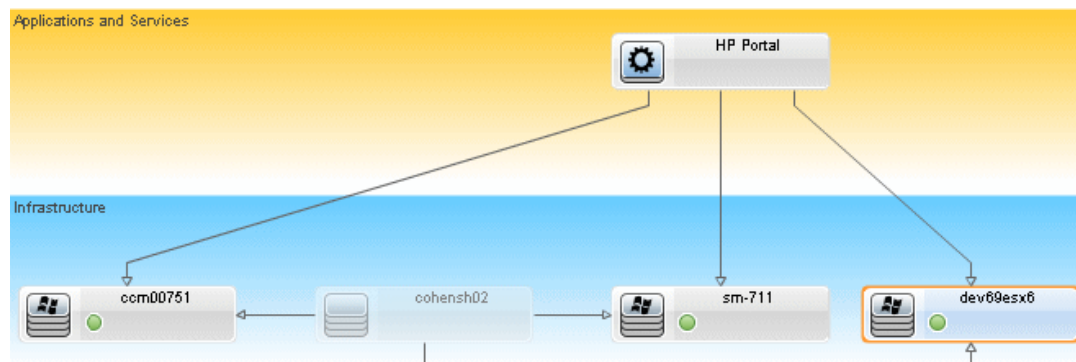 Applications and Services
HP Portal
Infrastructure
ccm00751
cohensh02
sm-711
dev69esx6